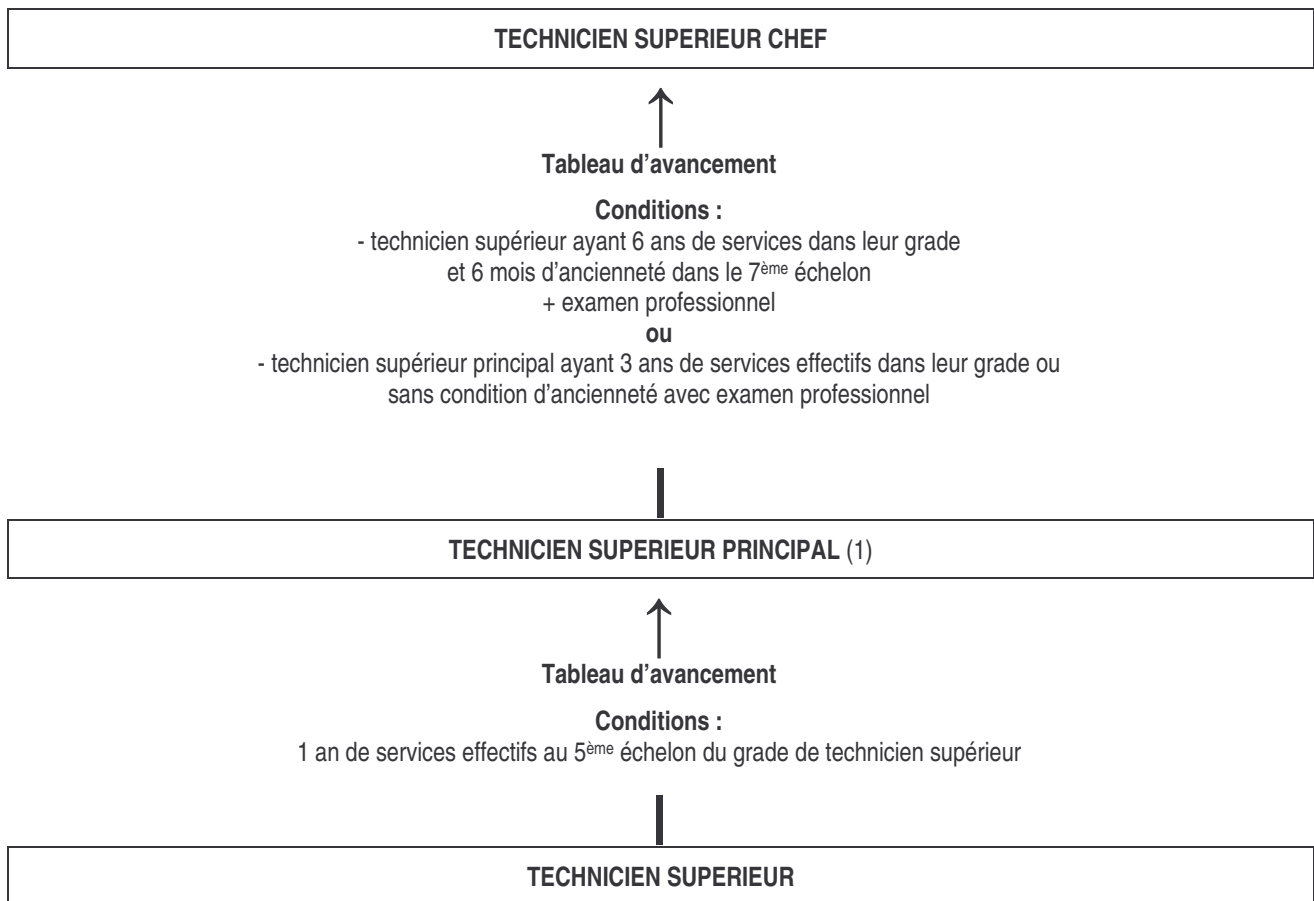 TECHNICIEN SUPERIEUR CHEF
Tableau d’avancement
Conditions :
- technicien supérieur ayant 6 ans de services dans leur grade
et 6 mois d’ancienneté dans le 7ème échelon
+ examen professionnel
ou
- technicien supérieur principal ayant 3 ans de services effectifs dans leur grade ou
sans condition d’ancienneté avec examen professionnel
TECHNICIEN SUPERIEUR PRINCIPAL (1)
Tableau d’avancement
Conditions :
1 an de services effectifs au 5ème échelon du grade de technicien supérieur
TECHNICIEN SUPERIEUR